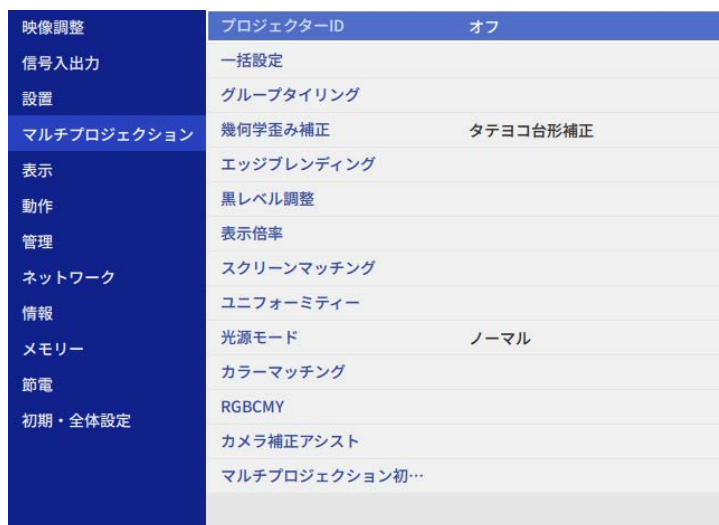 映像調整
信号入出力
設置
マルチプロジェクション
表示
動作
管理
ネットワーク
情報
メモリー
節電
初期・全体設定
プロジェクターID オフ
一括設定
グループタイリング
幾何学歪み補正 タテヨコ台形補正
エッジブレンディング
黒レベル調整
表示倍率
スクリーンマッチング
ユニフォーミティー
光源モード ノーマル
カラーマッチング
RGBCMY
カメラ補正アシスト
マルチプロジェクション初…